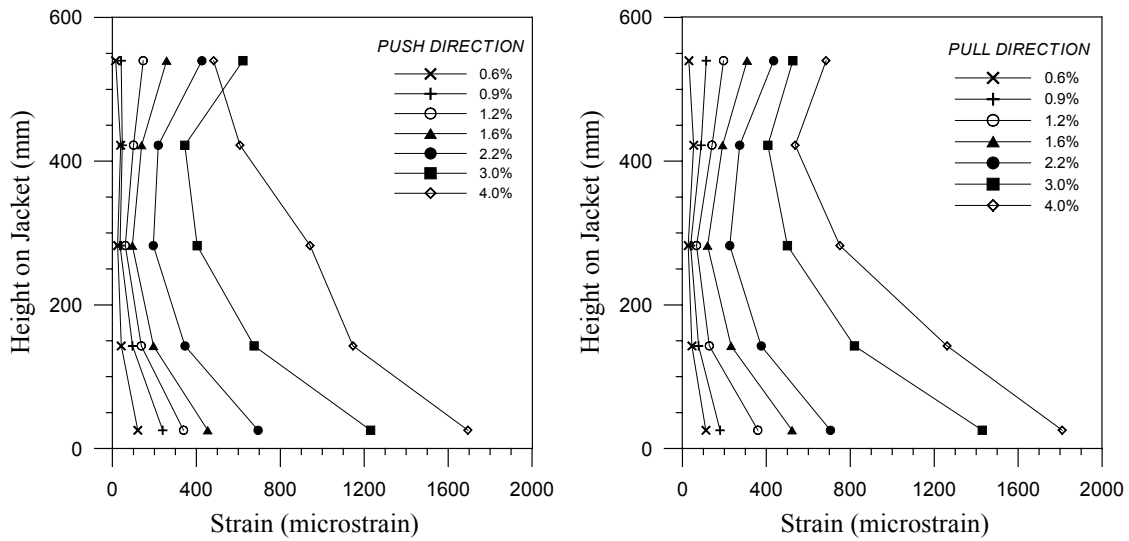 600
400
200
0
Height on Jacket (mm)
PUSH DIRECTION
0.6%
0.9%
1.2%
1.6%
2.2%
3.0%
4.0%
0 400 800 1200 1600 2000
Strain (microstrain)
600
400
200
0
Height on Jacket (mm)
PULL DIRECTION
0.6%
0.9%
1.2%
1.6%
2.2%
3.0%
4.0%
0 400 800 1200 1600 2000
Strain (microstrain)